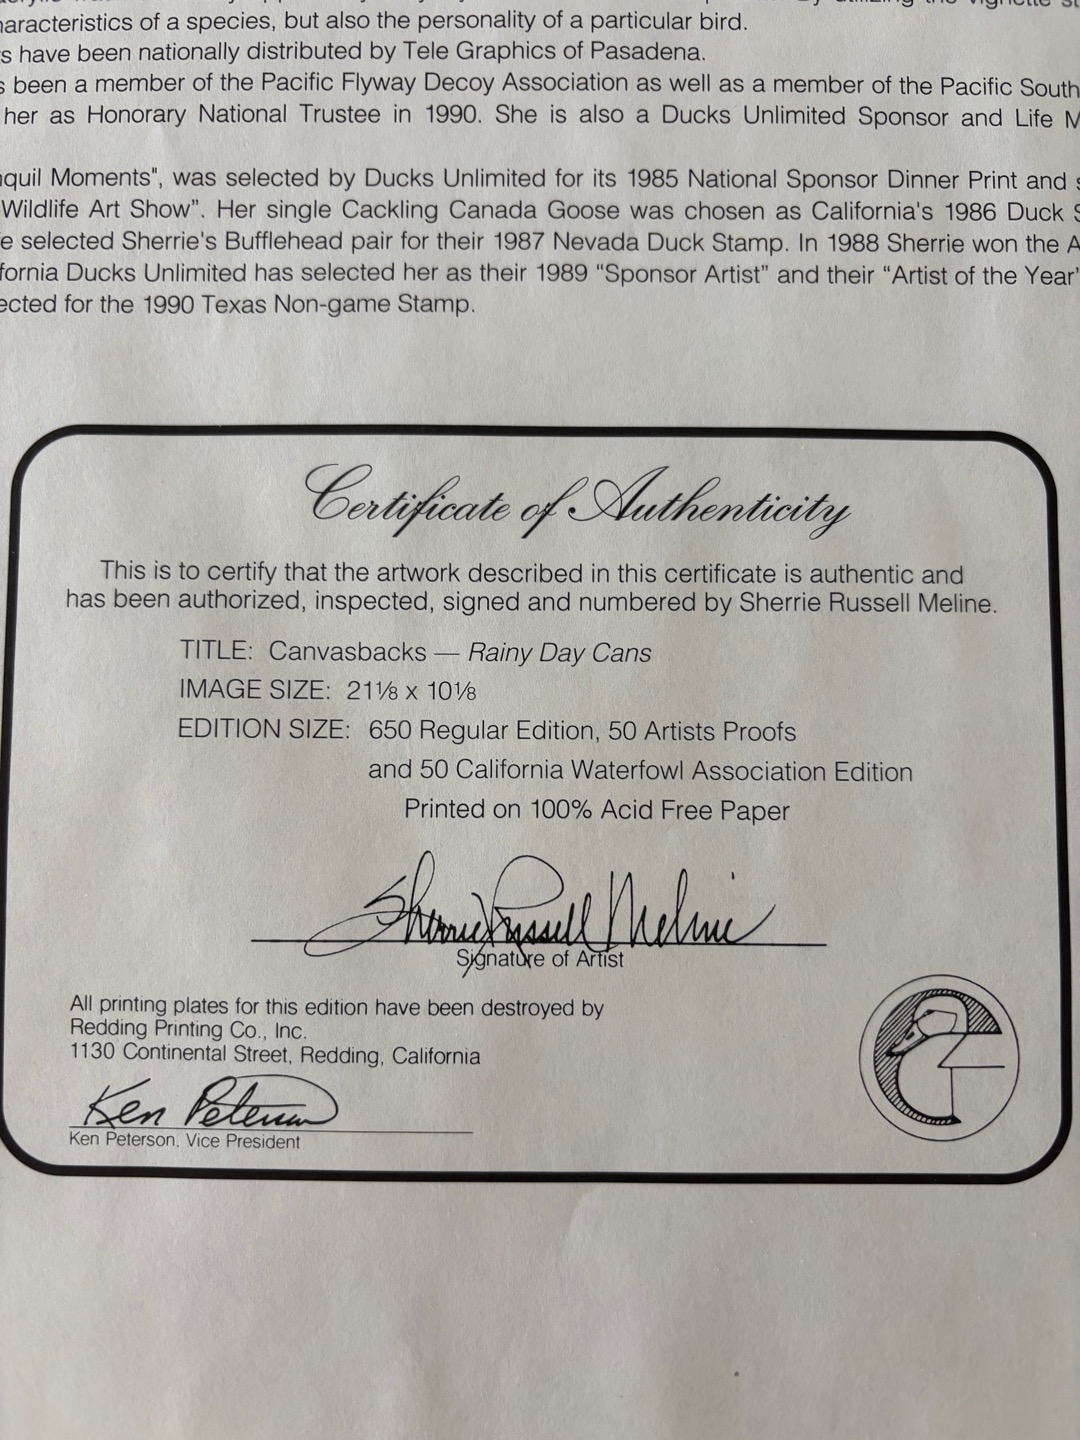 characteristics of a species, but also the personality of a particular bird.
s have been nationally distributed by Tele Graphics of Pasadena.
s been a member of the Pacific Flyway Decoy Association as well as a member of the Pacific South
her as Honorary National Trustee in 1990. She is also a Ducks Unlimited Sponsor and Life M
nquil Moments", was selected by Ducks Unlimited for its 1985 National Sponsor Dinner Print and s
Wildlife Art Show”. Her single Cackling Canada Goose was chosen as California's 1986 Duck S
e selected Sherrie's Bufflehead pair for their 1987 Nevada Duck Stamp. In 1988 Sherrie won the A
fornia Ducks Unlimited has selected her as their 1989 “Sponsor Artist” and their “Artist of the Year”
ected for the 1990 Texas Non-game Stamp.
Certificate of Authenticity
This is to certify that the artwork described in this certificate is authentic and
has been authorized, inspected, signed and numbered by Sherrie Russell Meline.
TITLE: Canvasbacks — Rainy Day Cans
IMAGE SIZE: 21⅛ x 10⅛
EDITION SIZE: 650 Regular Edition, 50 Artists Proofs
and 50 California Waterfowl Association Edition
Printed on 100% Acid Free Paper
Sherrie Russell Meline
Signature of Artist
All printing plates for this edition have been destroyed by
Redding Printing Co., Inc.
1130 Continental Street, Redding, California
Ken Peterson
Ken Peterson, Vice President